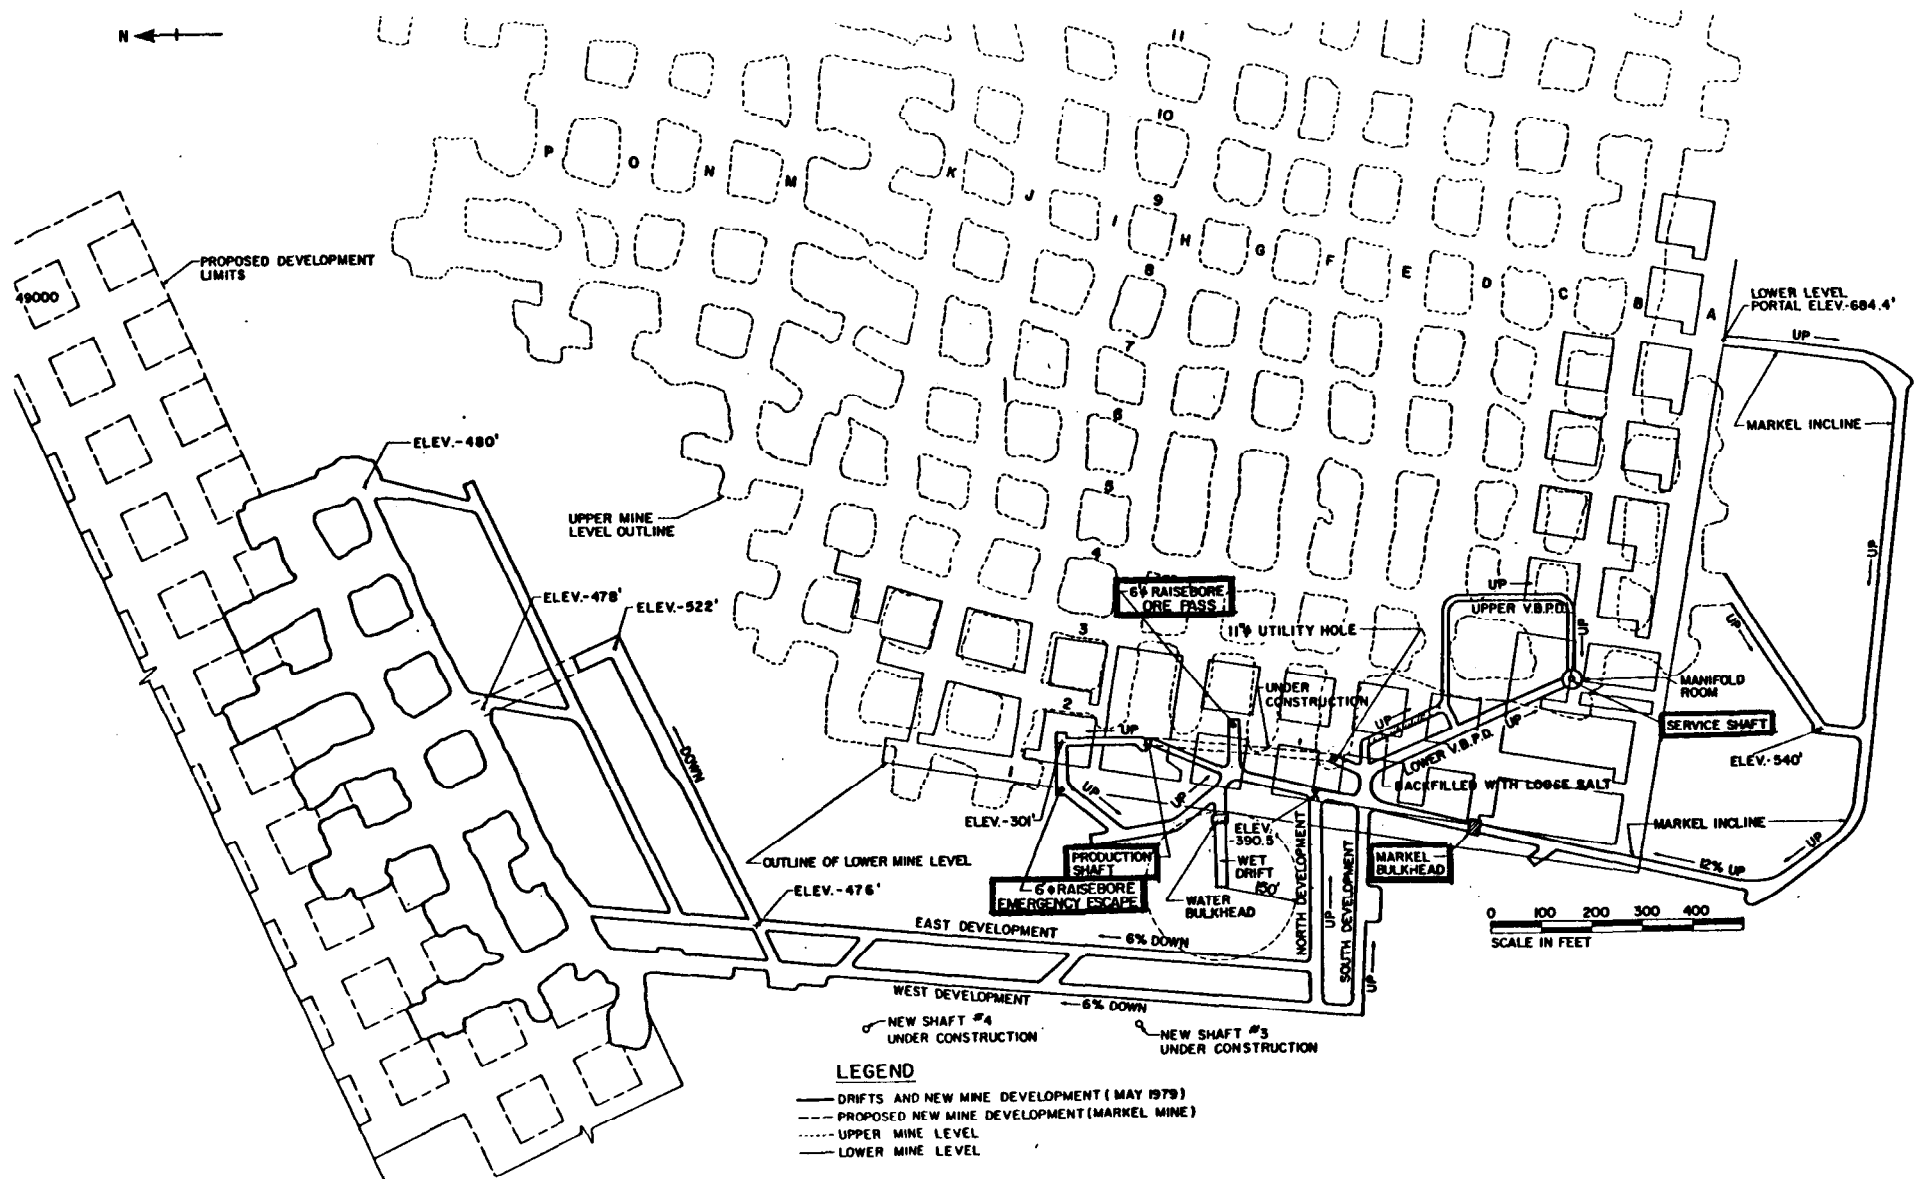 N
11
10
9
8
7
6
5
4
3
2
1
1
P
O
N
M
K
J
I
H
G
F
E
D
C
B
A
PROPOSED DEVELOPMENT
LIMITS
49000
LOWER LEVEL
PORTAL ELEV.-684.4'
UP
MARKEL INCLINE
UP
ELEV.-480'
UPPER MINE
LEVEL OUTLINE
ELEV.-478'
ELEV.-522'
6'ϕ RAISEBORE
ORE PASS
UP
UPPER V.B.P.D.
UP
UP
11"ϕ UTILITY HOLE
UNDER
CONSTRUCTION
MANIFOLD
ROOM
SERVICE SHAFT
UP
UP
LOWER V.B.P.D.
UP
DOWN
ELEV.-540'
BACKFILLED WITH LOOSE SALT
UP
UP
ELEV.-301'
ELEV.
-390.5'
MARKEL INCLINE
UP
12% UP
OUTLINE OF LOWER MINE LEVEL
PRODUCTION
SHAFT
WET
DRIFT
150'
MARKEL
BULKHEAD
6'ϕ RAISEBORE
EMERGENCY ESCAPE
WATER
BULKHEAD
NORTH DEVELOPMENT
UP
SOUTH DEVELOPMENT
UP
ELEV.-476'
EAST DEVELOPMENT
6% DOWN
WEST DEVELOPMENT
6% DOWN
0 100 200 300 400
SCALE IN FEET
NEW SHAFT #4
UNDER CONSTRUCTION
NEW SHAFT #3
UNDER CONSTRUCTION
LEGEND
DRIFTS AND NEW MINE DEVELOPMENT (MAY 1979)
PROPOSED NEW MINE DEVELOPMENT (MARKEL MINE)
UPPER MINE LEVEL
LOWER MINE LEVEL